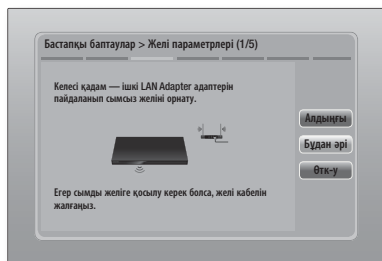 Бастапқы баптаулар > Желі параметрлері (1/5)
Келесі қадам — ішкі LAN Adapter адаптерін
пайдаланып сымсыз желіні орнату.
Алдыңғы
Бұдан әрі
Өтк-у
Егер сымды желіге қосылу керек болса, желі кабелін
жалғаңыз.